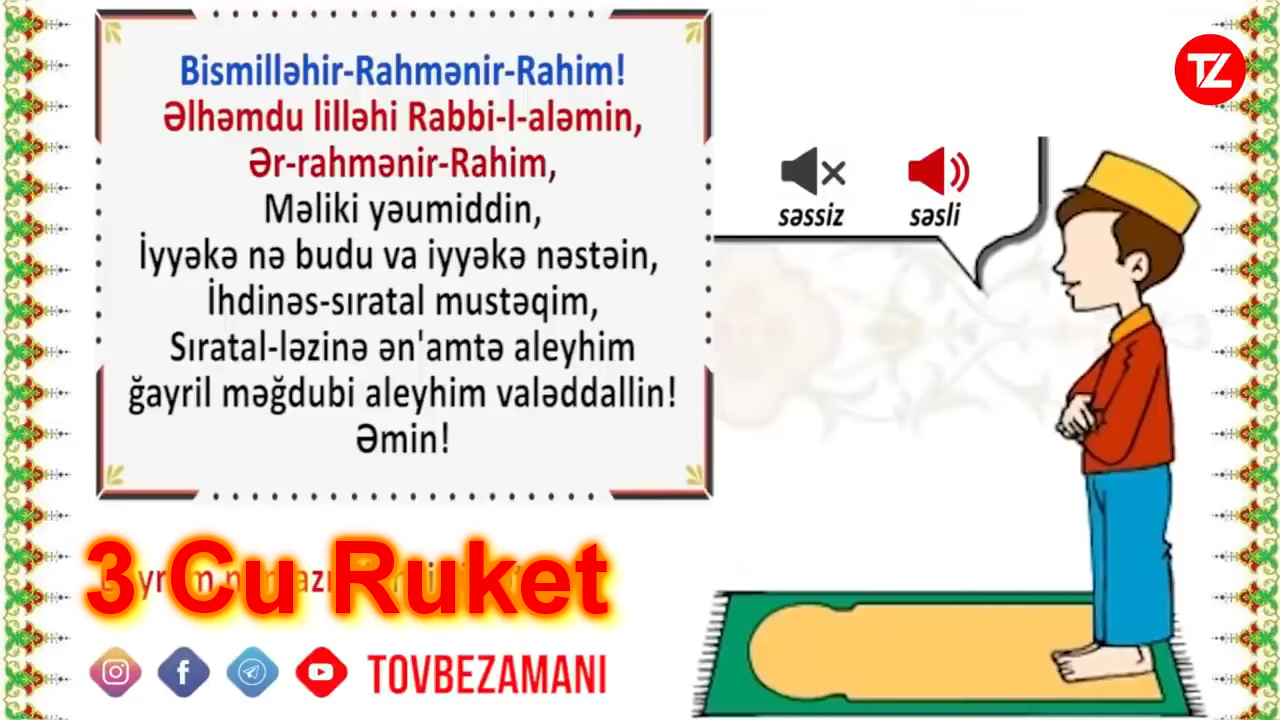 Bismilləhir-Rahmənir-Rahim!
Əlhəmdu lilləhi Rabbi-l-aləmin,
Ər-rahmənir-Rahim,
Məliki yəumiddin,
İyyəkə nə budu va iyyəkə nəstəin,
İhdinəs-sıratal mustəqim,
Sıratal-ləzinə ən'amtə aleyhim
ğayril məğdubi aleyhim valəddallin!
Əmin!
TZ
səssiz səsli
3 Cu Ruket
TOVBEZAMANI